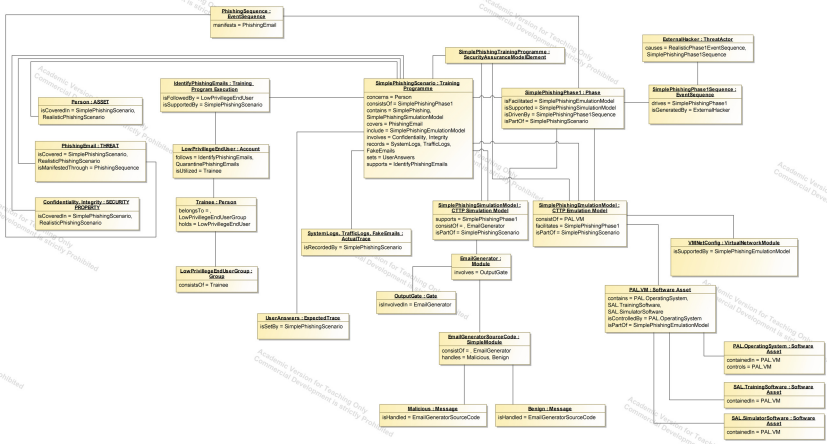 PhishingSequence :
EventSequence
manifests = PhishingEmail
SimplePhishingTrainingProgramme :
SecurityAssuranceModelElement
ExternalHacker : ThreatActor
causes = RealisticPhase1EventSequence,
SimplePhishingPhase1Sequence
Person : ASSET
isCoveredIn = SimplePhishingScenario,
RealisticPhishingScenario
IdentifyPhishingEmails : Training
Program Execution
isFollowedBy = LowPrivilegeEndUser
isSupportedBy = SimplePhishingScenario
SimplePhishingScenario : Training
Programme
concerns = Person
consistsOf = SimplePhishingPhase1
contains = SimplePhishing,
SimplePhishingSimulationModel
covers = PhishingEmail
include = SimplePhishingEmulationModel
involves = Confidentiality, Integrity
records = SystemLogs, TrafficLogs,
FakeEmails
sets = UserAnswers
supports = IdentifyPhishingEmails
SimplePhishingPhase1 : Phase
isFacilitated = SimplePhishingEmulationModel
isSupported = SimplePhishingSimulationModel
isDrivenBy = SimplePhishingPhase1Sequence
isPartOf = SimplePhishingScenario
SimplePhishingPhase1Sequence :
EventSequence
drives = SimplePhishingPhase1
isGeneratedBy = ExternalHacker
PhishingEmail : THREAT
isCovered = SimplePhishingScenario,
RealisticPhishingScenario
isManifestedThrough = PhishingSequence
LowPrivilegeEndUser : Account
follows = IdentifyPhishingEmails,
QuarantinePhishingEmails
isUtilized = Trainee
Confidentiality, Integrity : SECURITY
PROPERTY
isCoveredIn = SimplePhishingScenario,
RealisticPhishingScenario
Trainee : Person
belongsTo = ,
LowPrivilegeEndUserGroup
holds = LowPrivilegeEndUser
SystemLogs, TrafficLogs, FakeEmails :
ActualTrace
isRecordedBy = SimplePhishingScenario
SimplePhishingSimulationModel :
CTTP Simulation Model
supports = SimplePhishingPhase1
consistOf = , EmailGenerator
isPartOf = SimplePhishingScenario
SimplePhishingEmulationModel :
CTTP Emulation Model
consistOf = PAL.VM
facilitates = SimplePhishingPhase1
isPartOf = SimplePhishingScenario
VMNetConfig : VirtualNetworkModule
isSupportedBy = SimplePhishingEmulationModel
LowPrivilegeEndUserGroup :
Group
consistsOf = Trainee
EmailGenerator :
Module
involves = OutputGate
OutputGate : Gate
isInvolvedIn = EmailGenerator
PAL.VM : Software Asset
contains = PAL.OperatingSystem,
SAL.TrainingSoftware,
SAL.SimulatorSoftware
isControlledBy = PAL.OperatingSystem
isPartOf = SimplePhishingEmulationModel
UserAnswers : ExpectedTrace
isSetBy = SimplePhishingScenario
EmailGeneratorSourceCode :
SimpleModule
consistOf = , EmailGenerator
handles = Malicious, Benign
PAL.OperatingSystem : Software
Asset
containedIn = PAL.VM
controls = PAL.VM
SAL.TrainingSoftware : Software
Asset
containedIn = PAL.VM
Malicious : Message
isHandled = EmailGeneratorSourceCode
Benign : Message
isHandled = EmailGeneratorSourceCode
SAL.SimulatorSoftware : Software
Asset
containedIn = PAL.VM
Academic Version for Teaching Only
Commercial Development is strictly Prohibited